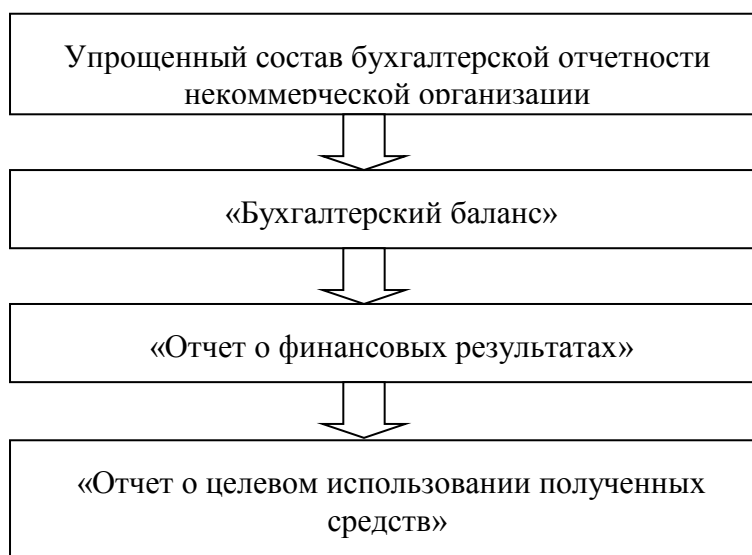 Упрощенный состав бухгалтерской отчетности
некоммерческой организации
«Бухгалтерский баланс»
«Отчет о финансовых результатах»
«Отчет о целевом использовании полученных
средств»